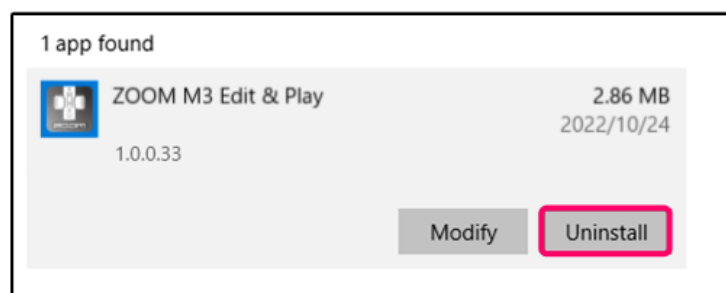 1 app found
ZOOM M3 Edit & Play
2.86 MB
2022/10/24
1.0.0.33
Modify
Uninstall